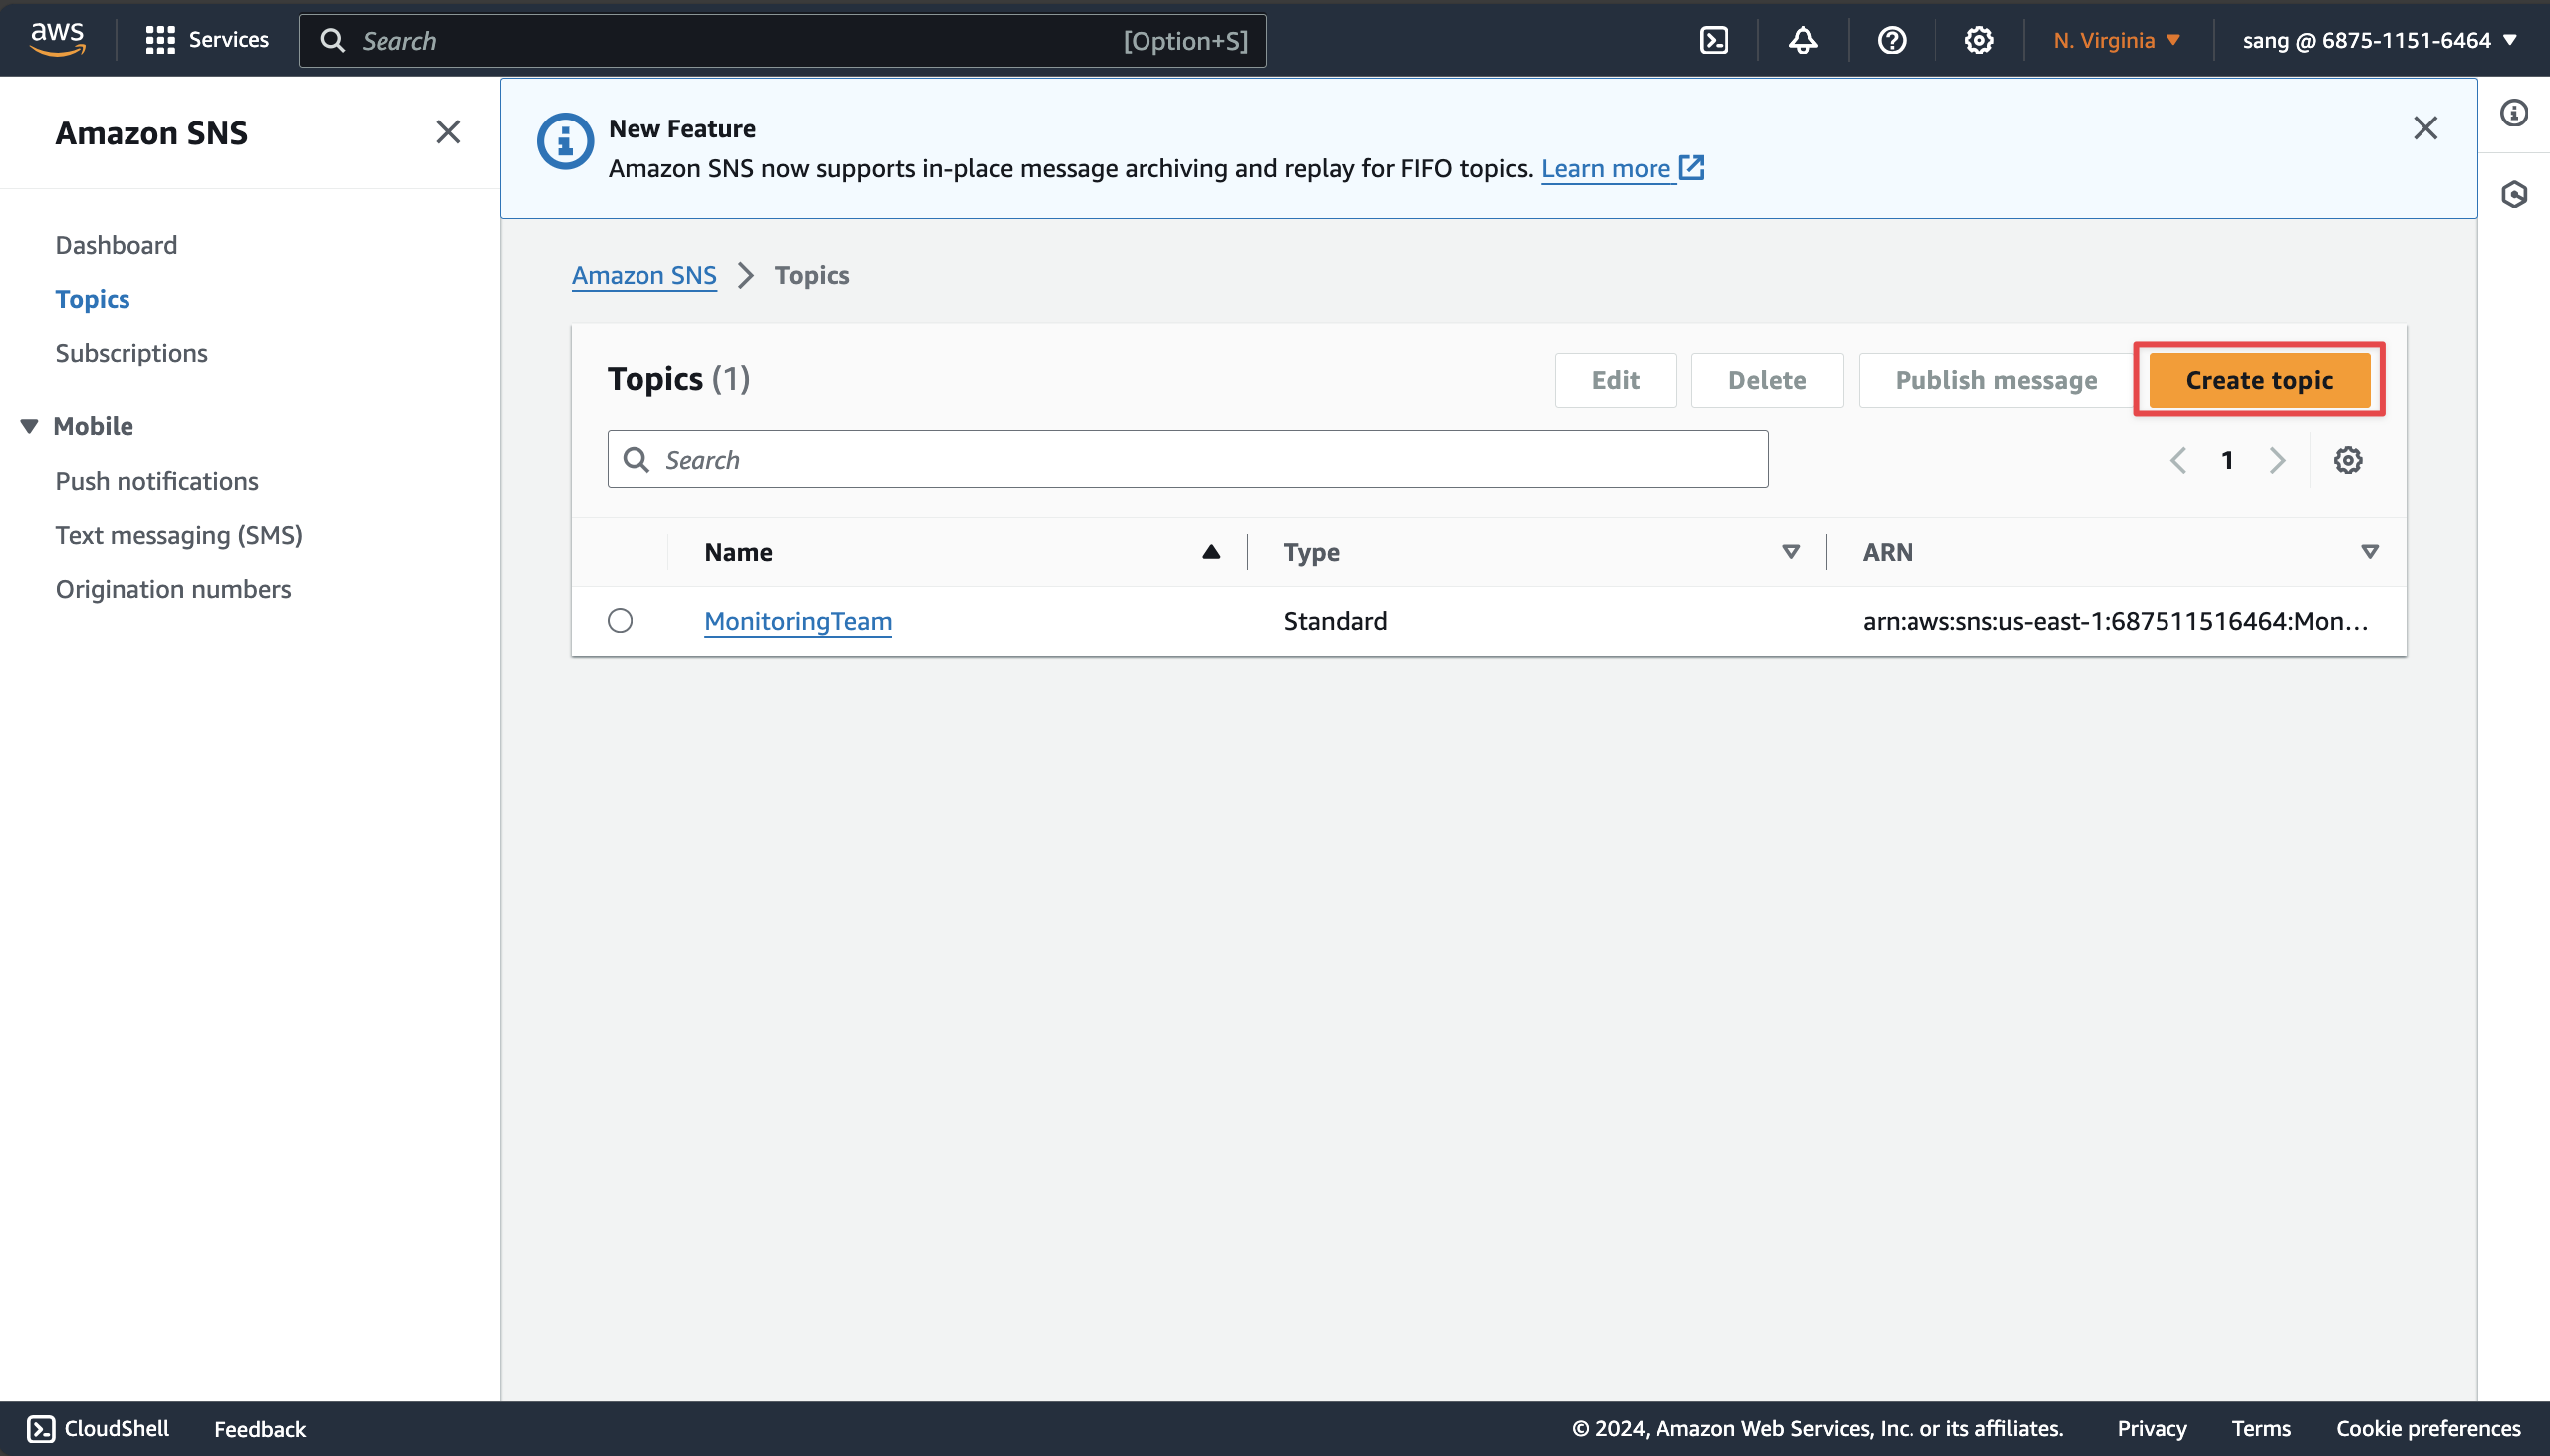 aws
Services
Search
[Option+S]
N. Virginia
sang @ 6875-1151-6464
Amazon SNS
Dashboard
Topics
Subscriptions
Mobile
Push notifications
Text messaging (SMS)
Origination numbers
New Feature
Amazon SNS now supports in-place message archiving and replay for FIFO topics. Learn more
Amazon SNS > Topics
Topics (1)
Edit
Delete
Publish message
Create topic
Search
1
Name
Type
ARN
MonitoringTeam
Standard
arn:aws:sns:us-east-1:687511516464:Mon...
CloudShell
Feedback
© 2024, Amazon Web Services, Inc. or its affiliates.
Privacy
Terms
Cookie preferences